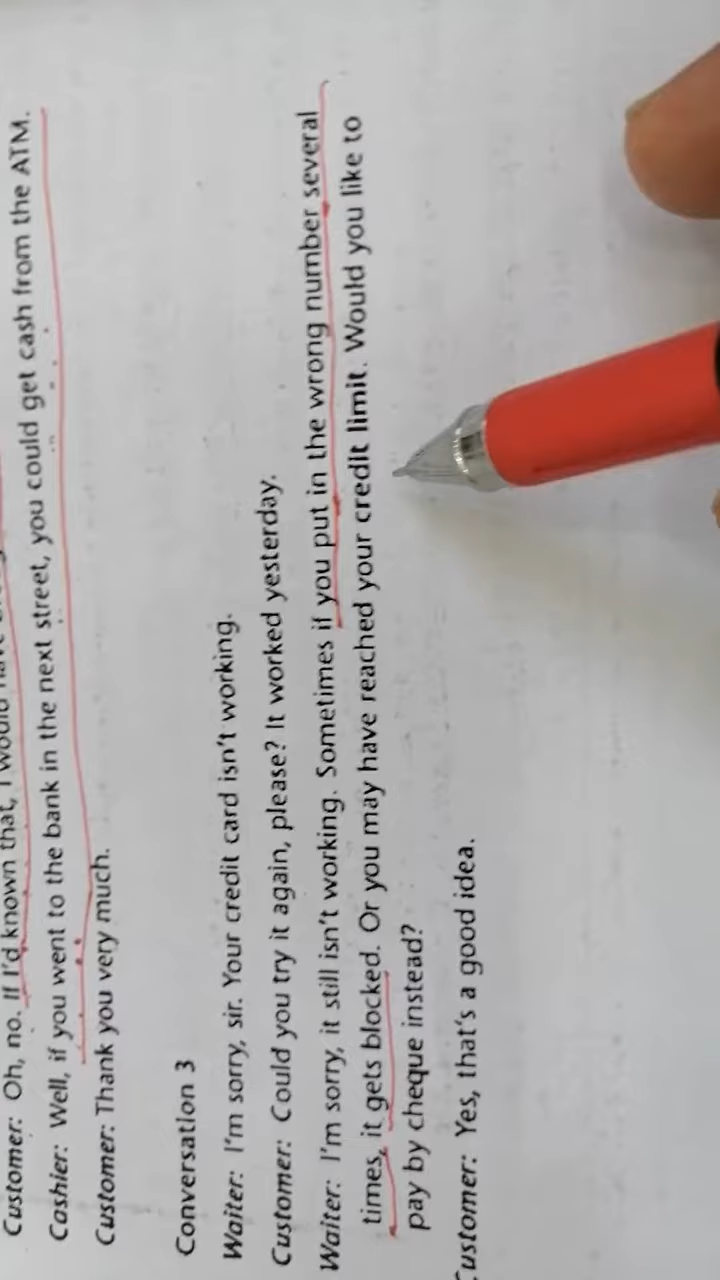 Customer: Oh, no. If I'd known that, I would
Cashier: Well, if you went to the bank in the next street, you could get cash from the ATM.
Customer: Thank you very much.
Conversation 3
Waiter: I'm sorry, sir. Your credit card isn't working.
Customer: Could you try it again, please? It worked yesterday.
Waiter: I'm sorry, it still isn't working. Sometimes if you put in the wrong number several
times, it gets blocked. Or you may have reached your credit limit. Would you like to
pay by cheque instead?
Customer: Yes, that's a good idea.